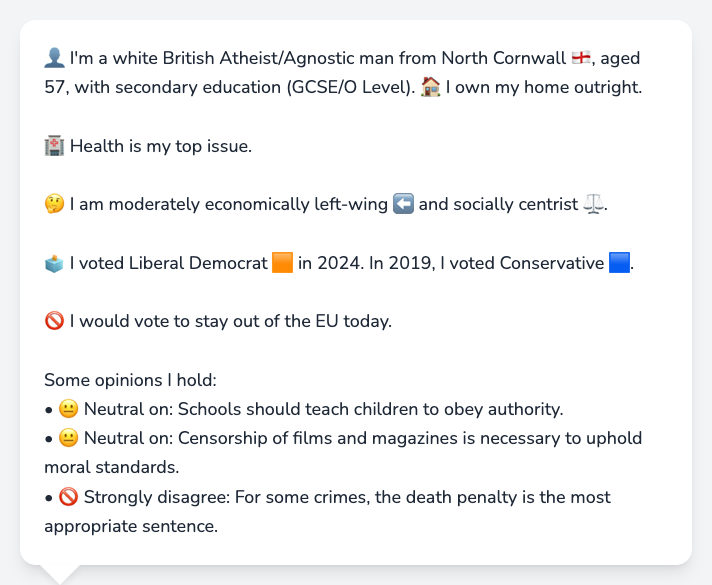 👤 I'm a white British Atheist/Agnostic man from North Cornwall 🏴󠁧󠁢󠁥󠁮󠁧󠁿, aged
57, with secondary education (GCSE/O Level). 🏠 I own my home outright.
🏥 Health is my top issue.
🤔 I am moderately economically left-wing ⬅️ and socially centrist ⚖️.
🗳️ I voted Liberal Democrat 🟧 in 2024. In 2019, I voted Conservative 🟦.
🚫 I would vote to stay out of the EU today.
Some opinions I hold:
• 😐 Neutral on: Schools should teach children to obey authority.
• 😐 Neutral on: Censorship of films and magazines is necessary to uphold
moral standards.
• 🚫 Strongly disagree: For some crimes, the death penalty is the most
appropriate sentence.